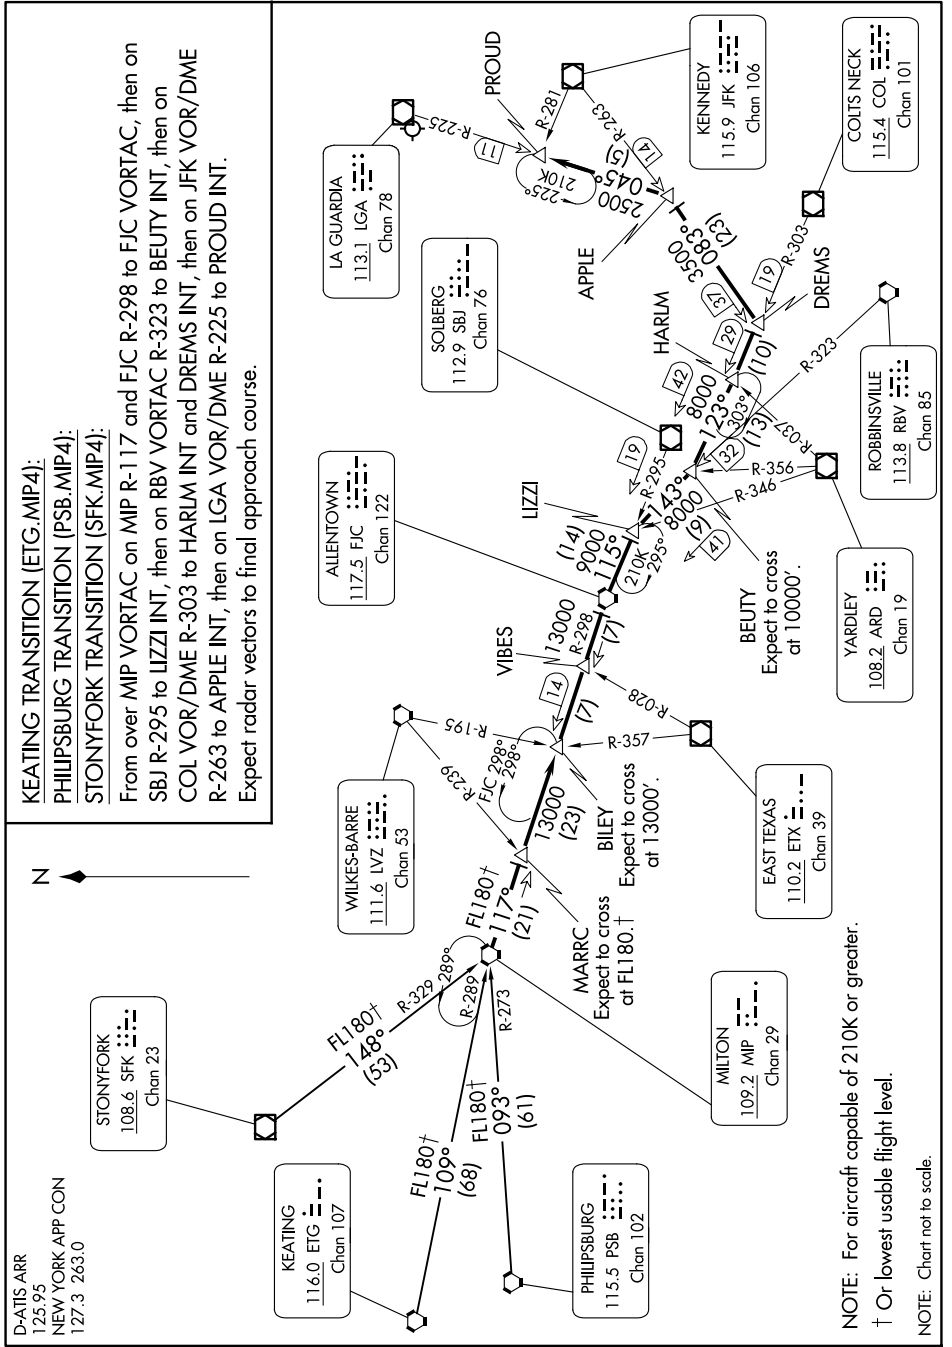 D-ATIS ARR
125.95
NEW YORK APP CON
127.3 263.0
KEATING TRANSITION (ETG.MIP4):
PHILIPSBURG TRANSITION (PSB.MIP4):
STONYFORK TRANSITION (SFK.MIP4):
From over MIP VORTAC on MIP R-117 and FJC R-298 to FJC VORTAC, then on
SBJ R-295 to LIZZI INT, then on RBV VORTAC R-323 to BEUTY INT, then on
COL VOR/DME R-303 to HARLM INT and DREMS INT, then on JFK VOR/DME
R-263 to APPLE INT, then on LGA VOR/DME R-225 to PROUD INT.
Expect radar vectors to final approach course.
N
STONYFORK
108.6 SFK
Chan 23
KEATING
116.0 ETG
Chan 107
PHILIPSBURG
115.5 PSB
Chan 102
FL180†
148°
(53)
FL180†
109°
(68)
FL180†
093°
(61)
R-329
289°
R-289
R-273
MILTON
109.2 MIP
Chan 29
FL180†
117°
(21)
MARRC
Expect to cross
at FL180.†
WILKES-BARRE
111.6 LVZ
Chan 53
R-239
R-195
FJC 298°
298°
13000
(23)
BILEY
Expect to cross
at 13000'.
EAST TEXAS
110.2 ETX
Chan 39
R-357
R-028
14
(7)
VIBES
13000
R-298
(7)
ALLENTOWN
117.5 FJC
Chan 122
LIZZI
(14)
9000
115°
210K
295°
R-295
19
143°
8000
(9)
41
BEUTY
Expect to cross
at 10000'.
SOLBERG
112.9 SBJ
Chan 76
YARDLEY
108.2 ARD
Chan 19
R-346
R-356
R-037
32
42
8000
123°
303°
(13)
HARLM
29
(10)
R-323
ROBBINSVILLE
113.8 RBV
Chan 85
DREMS
37
19
R-303
COLTS NECK
115.4 COL
Chan 101
3500
083°
(23)
APPLE
14
R-263
2500
045°
(5)
210K
225°
PROUD
11
R-225
R-281
LA GUARDIA
113.1 LGA
Chan 78
KENNEDY
115.9 JFK
Chan 106
NOTE: For aircraft capable of 210K or greater.
† Or lowest usable flight level.
NOTE: Chart not to scale.